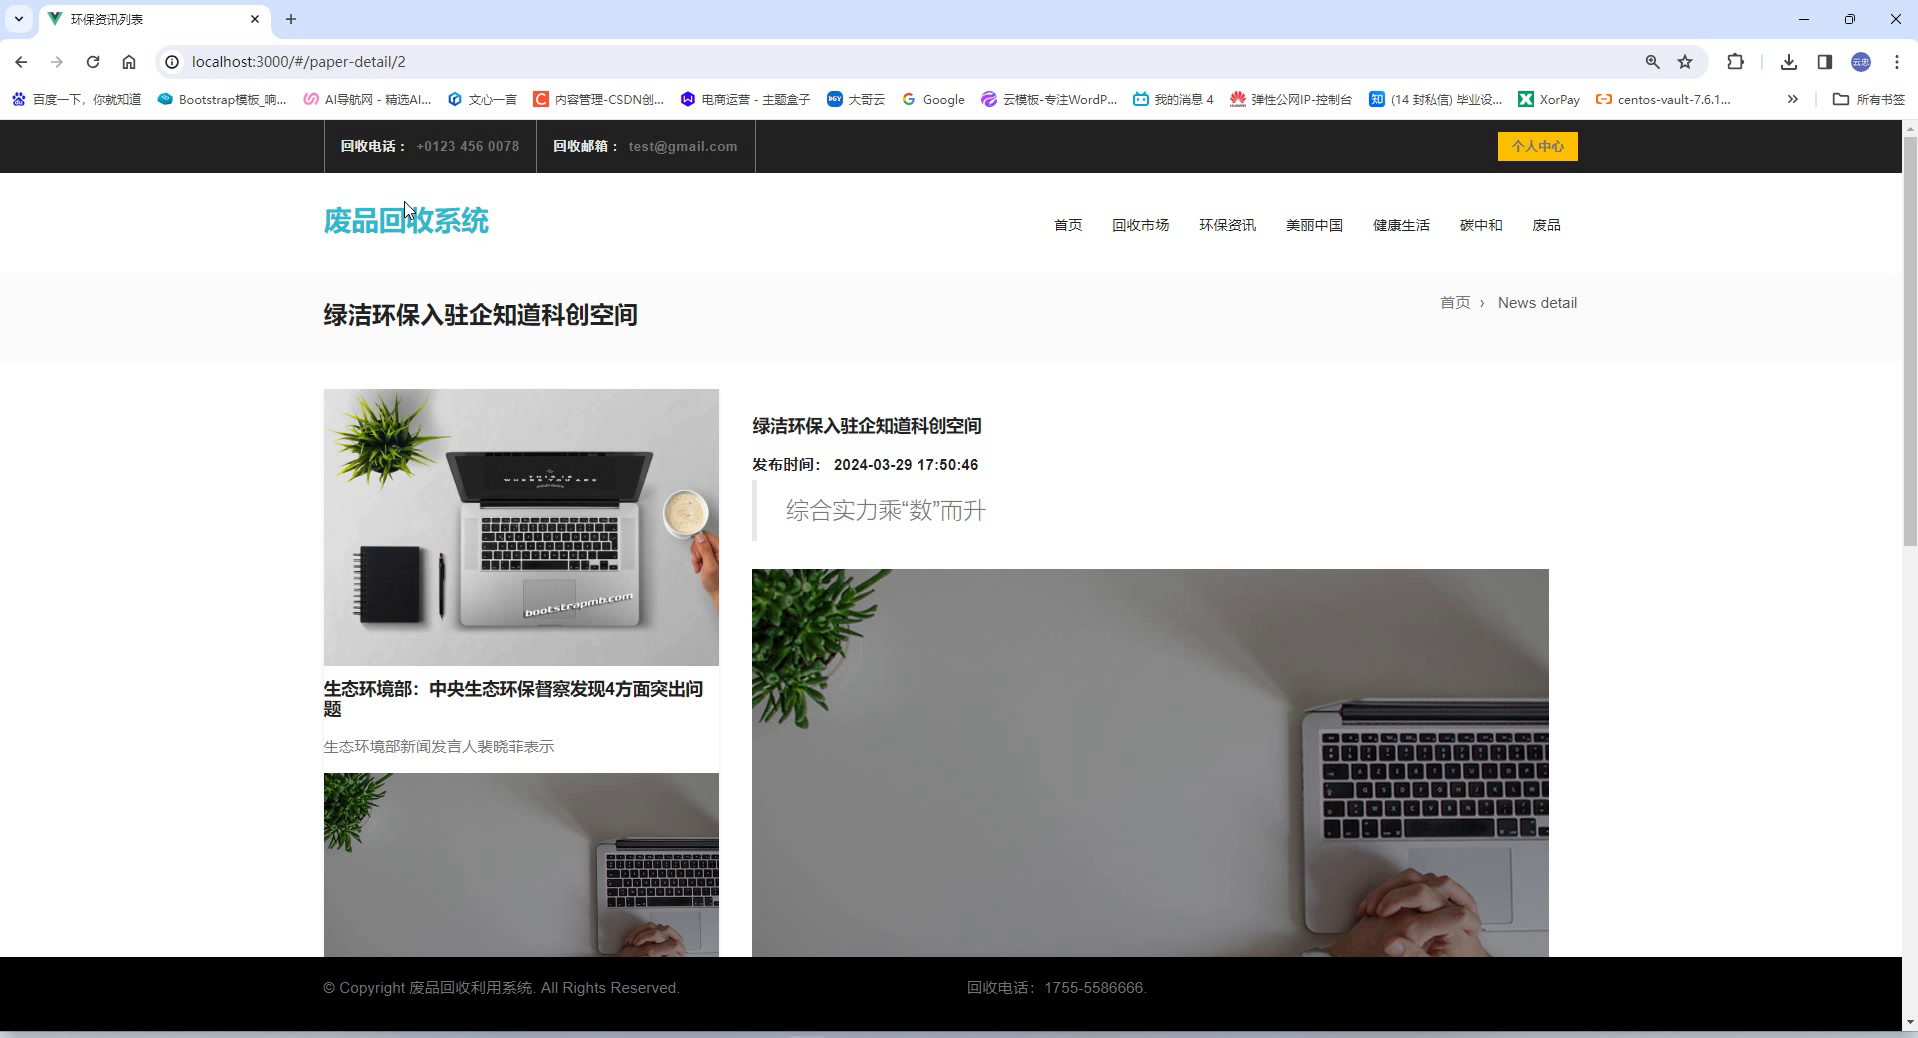 环保资讯列表
localhost:3000/#/paper-detail/2
云忠
百度一下，你就知道
Bootstrap模板_响...
AI导航网 - 精选AI...
文心一言
内容管理-CSDN创...
电商运营 - 主题盒子
大哥云
Google
云模板-专注WordP...
我的消息 4
弹性公网IP-控制台
(14 封私信) 毕业设...
XorPay
centos-vault-7.6.1...
所有书签
回收电话： +0123 456 0078
回收邮箱： test@gmail.com
个人中心
废品回收系统
首页 回收市场 环保资讯 美丽中国 健康生活 碳中和 废品
绿洁环保入驻企知道科创空间
首页 › News detail
THIS IS
WHERE YOU ARE
bootstrapmb.com
生态环境部：中央生态环保督察发现4方面突出问
题
生态环境部新闻发言人裴晓菲表示
绿洁环保入驻企知道科创空间
发布时间： 2024-03-29 17:50:46
综合实力乘“数”而升
© Copyright 废品回收利用系统. All Rights Reserved.
回收电话：1755-5586666.